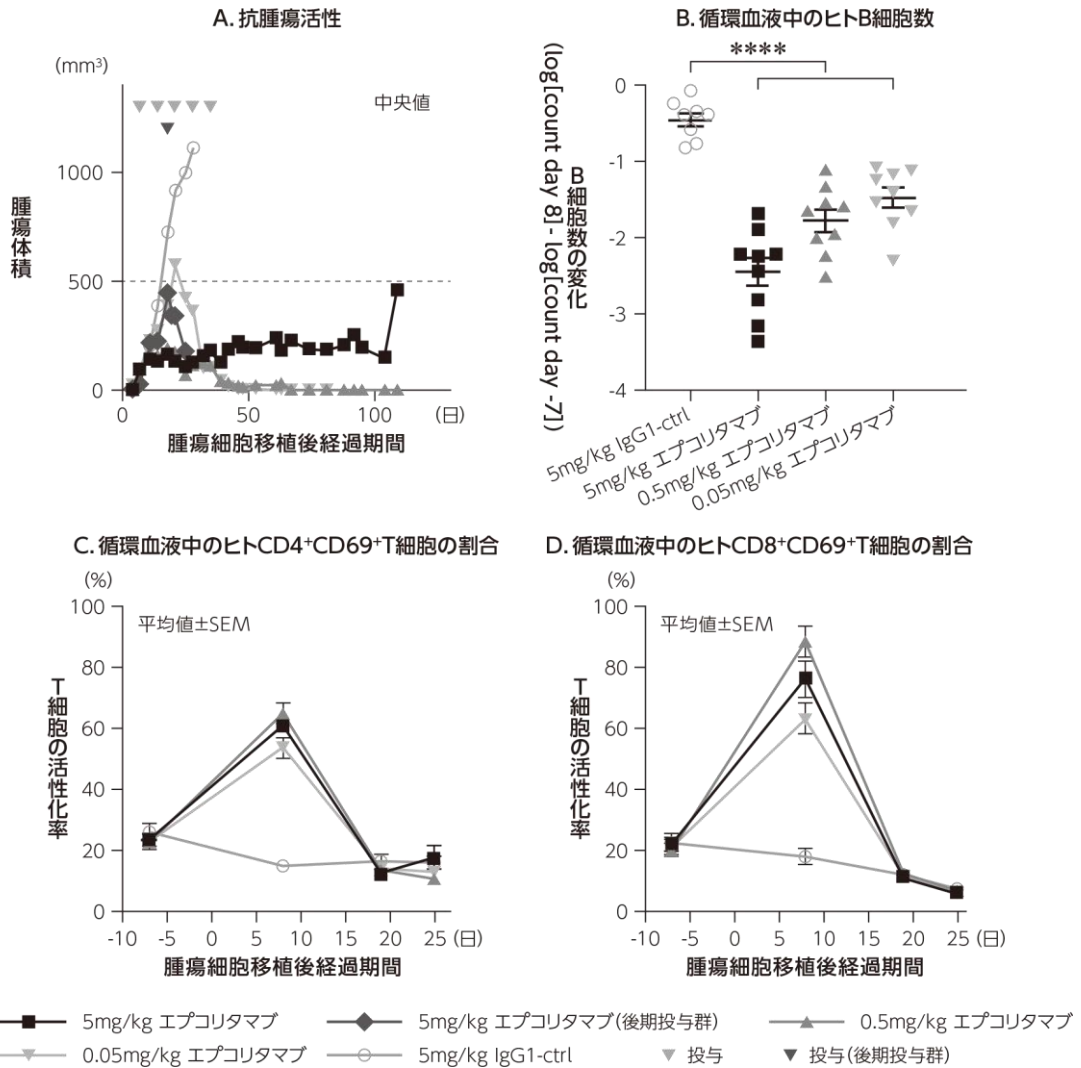 A. 抗腫瘍活性
(mm³)
中央値
腫瘍体積
1000
500
0
0
50
100
(日)
腫瘍細胞移植後経過期間
B. 循環血液中のヒトB細胞数
B細胞数の変化
(log[count day 8] - log[count day -7])
****
0
-1
-2
-3
-4
5mg/kg IgG1-ctrl
5mg/kg エプコリタマブ
0.5mg/kg エプコリタマブ
0.05mg/kg エプコリタマブ
C. 循環血液中のヒトCD4⁺CD69⁺T細胞の割合
(%)
平均値±SEM
T細胞の活性化率
100
80
60
40
20
0
-10 -5 0 5 10 15 20 25 (日)
腫瘍細胞移植後経過期間
D. 循環血液中のヒトCD8⁺CD69⁺T細胞の割合
(%)
平均値±SEM
T細胞の活性化率
100
80
60
40
20
0
-10 -5 0 5 10 15 20 25 (日)
腫瘍細胞移植後経過期間
5mg/kg エプコリタマブ 5mg/kg エプコリタマブ(後期投与群) 0.5mg/kg エプコリタマブ
0.05mg/kg エプコリタマブ 5mg/kg IgG1-ctrl 投与 投与(後期投与群)